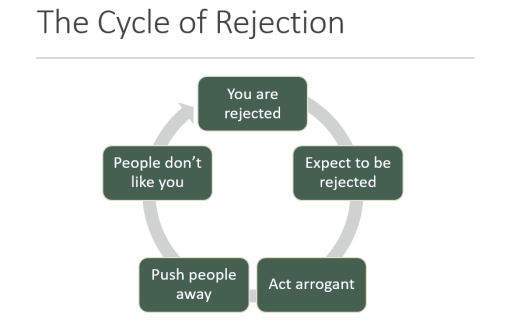 The Cycle of Rejection
You are
rejected
Expect to be
rejected
Act arrogant
Push people
away
People don’t
like you